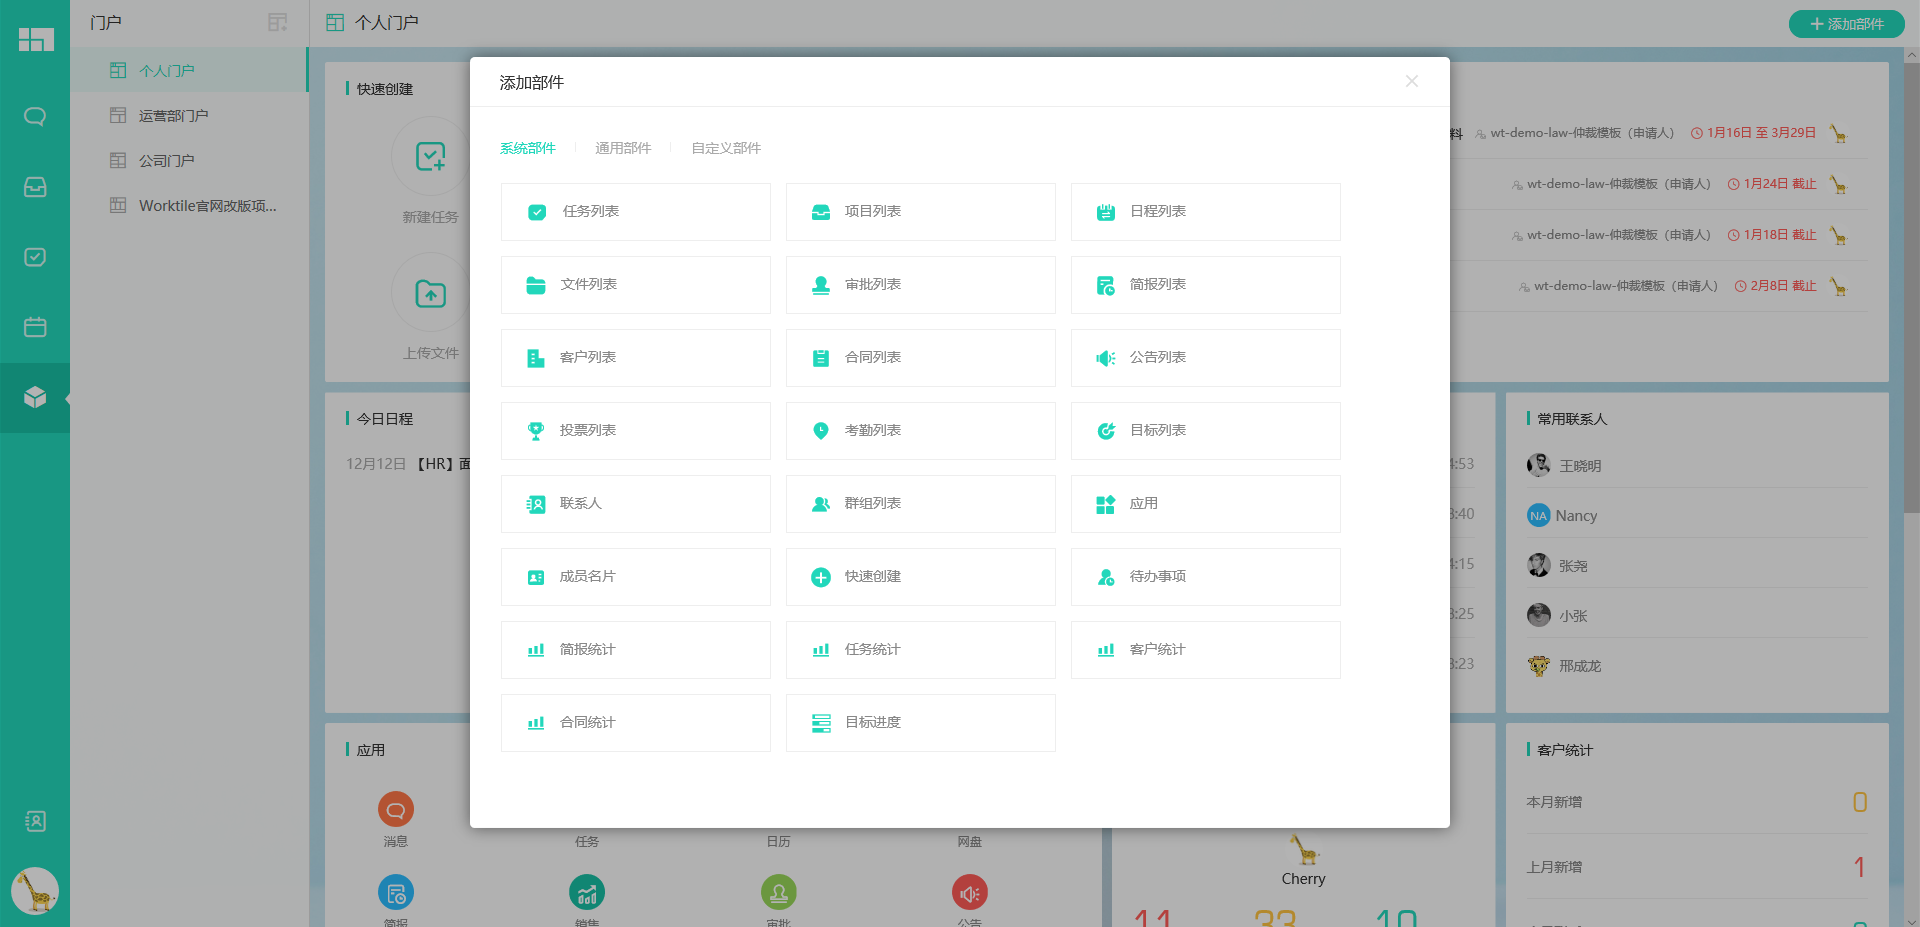 门户
个人门户
添加部件
个人门户
运营部门户
公司门户
Worktile官网改版项...
快速创建
新建任务
上传文件
今日日程
12月12日 【HR】面
应用
消息
任务
日历
网盘
简报
销售
审批
公告
添加部件
系统部件
通用部件
自定义部件
任务列表
项目列表
日程列表
文件列表
审批列表
简报列表
客户列表
合同列表
公告列表
投票列表
考勤列表
目标列表
联系人
群组列表
应用
成员名片
快速创建
待办事项
简报统计
任务统计
客户统计
合同统计
目标进度
料 wt-demo-law-仲裁模板（申请人） 1月16日 至 3月29日
wt-demo-law-仲裁模板（申请人） 1月24日 截止
wt-demo-law-仲裁模板（申请人） 1月18日 截止
wt-demo-law-仲裁模板（申请人） 2月8日 截止
:53
:40
:15
:25
:23
常用联系人
王晓明
NA Nancy
张尧
小张
邢成龙
Cherry
11
33
10
客户统计
本月新增 0
上月新增 1